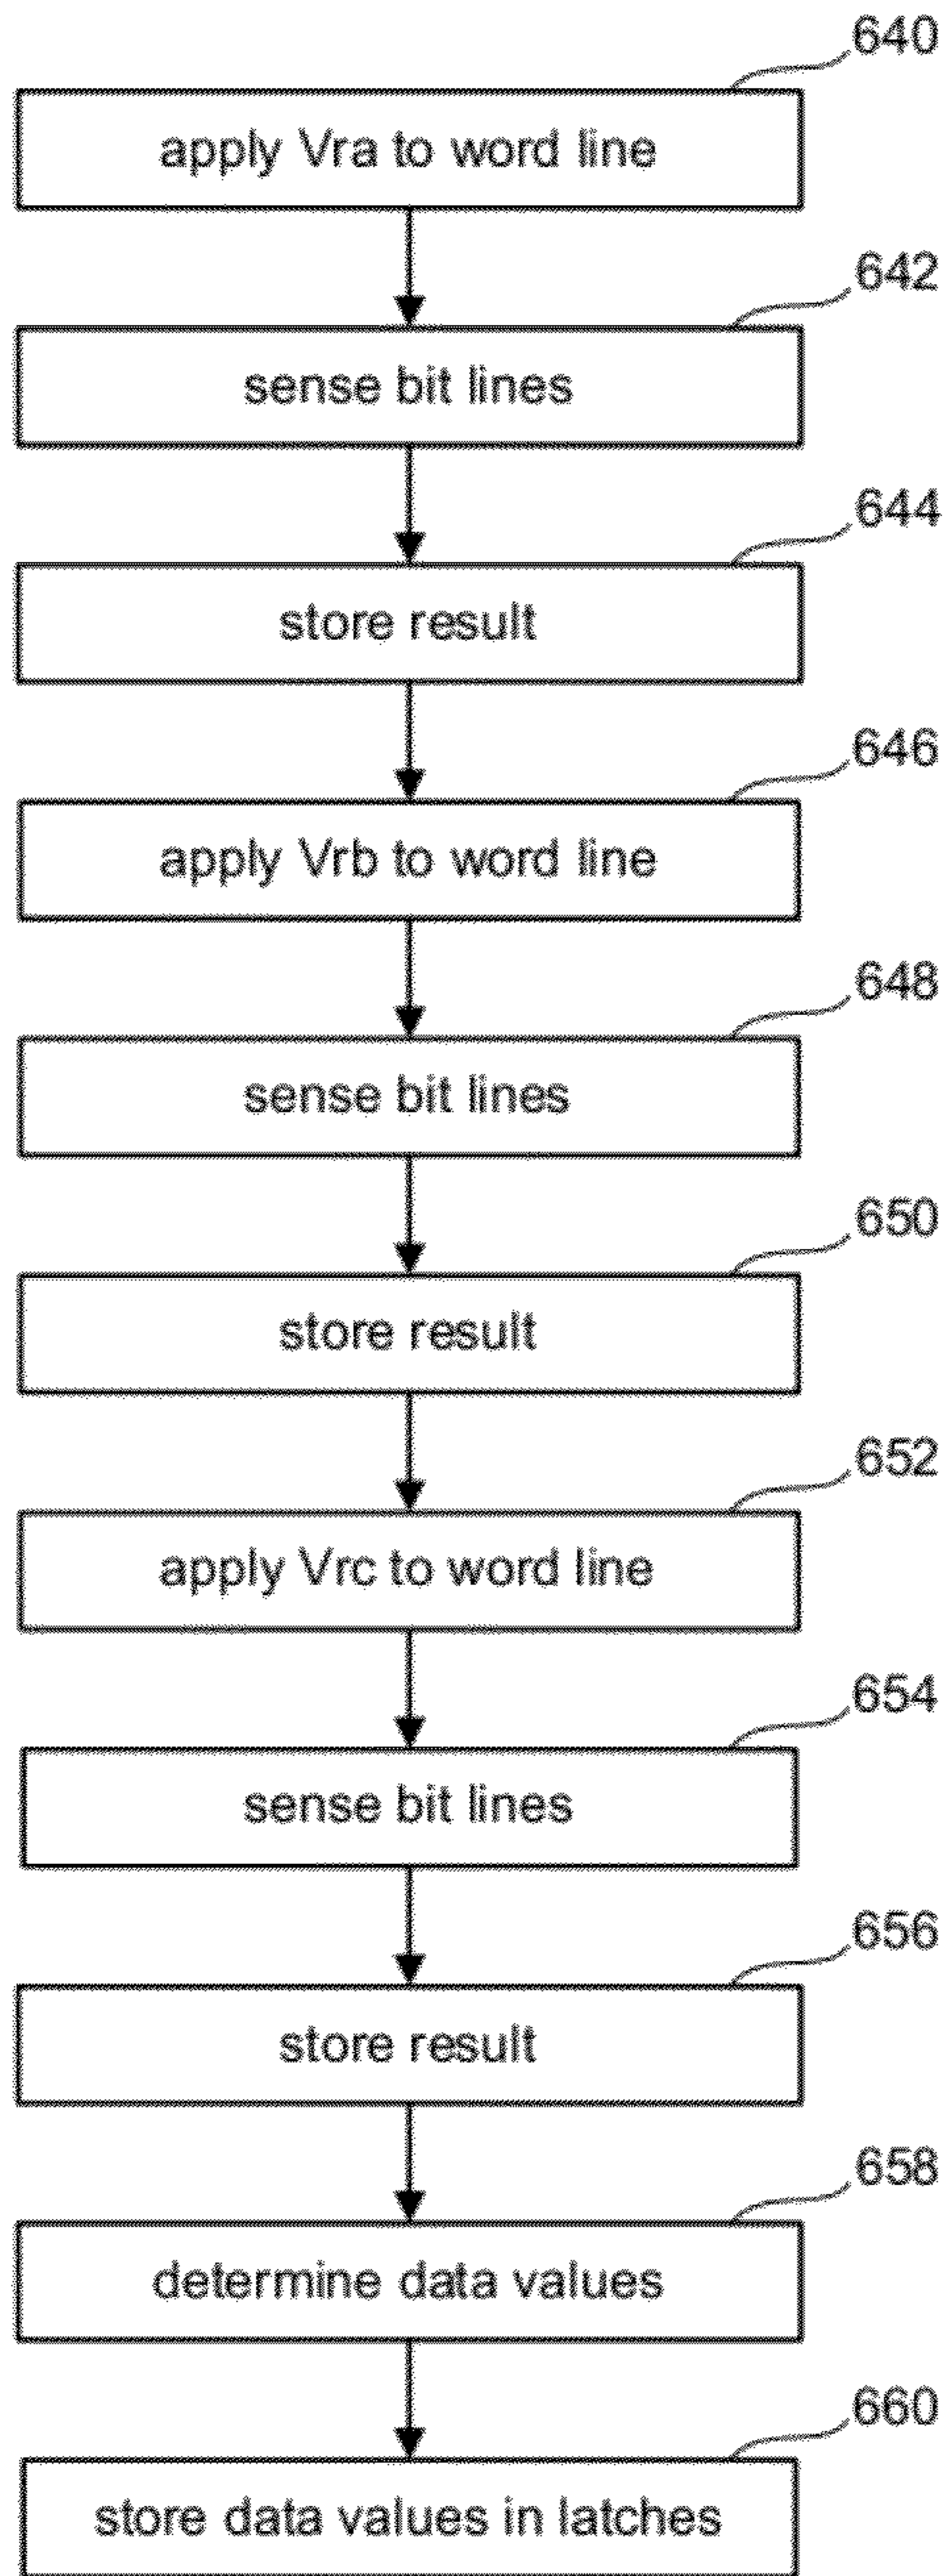 640
apply Vra to word line
642
sense bit lines
644
store result
646
apply Vrb to word line
648
sense bit lines
650
store result
652
apply Vrc to word line
654
sense bit lines
656
store result
658
determine data values
660
store data values in latches